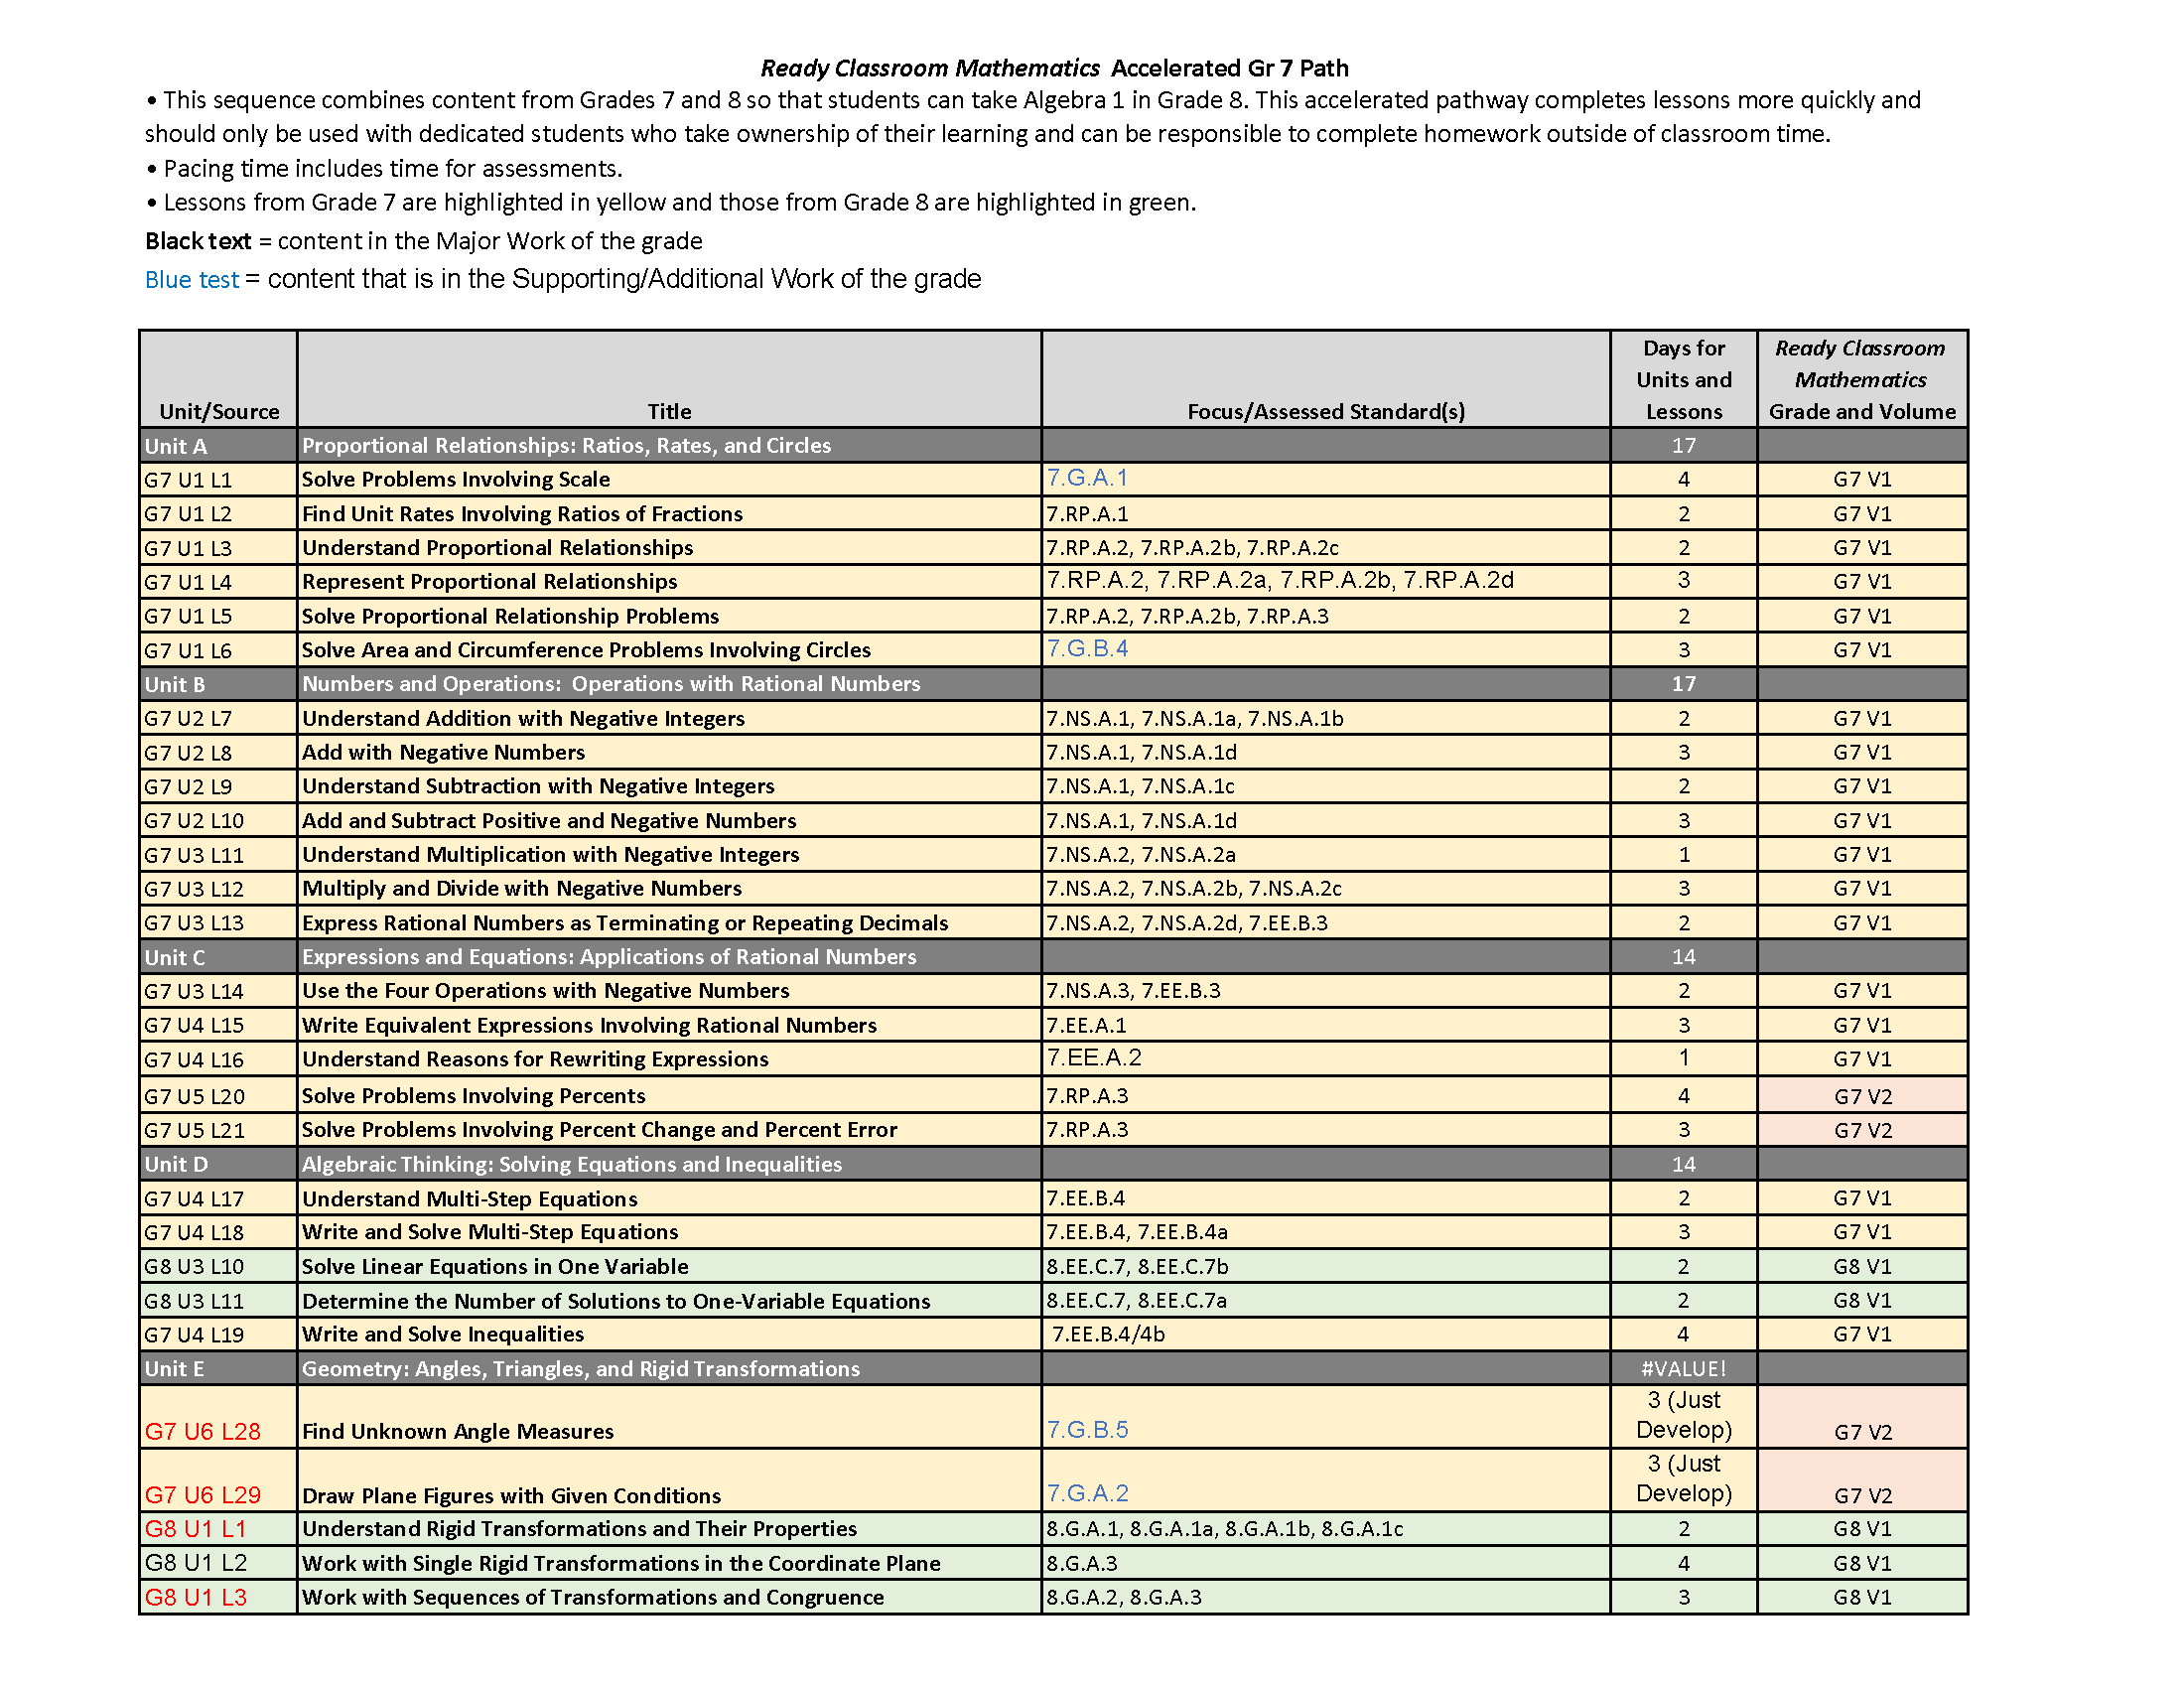 Ready Classroom Mathematics Accelerated Gr 7 Path
• This sequence combines content from Grades 7 and 8 so that students can take Algebra 1 in Grade 8. This accelerated pathway completes lessons more quickly and
should only be used with dedicated students who take ownership of their learning and can be responsible to complete homework outside of classroom time.
• Pacing time includes time for assessments.
• Lessons from Grade 7 are highlighted in yellow and those from Grade 8 are highlighted in green.
Black text = content in the Major Work of the grade
Blue test = content that is in the Supporting/Additional Work of the grade
Unit/Source Title Focus/Assessed Standard(s) Days for Units and Lessons Ready Classroom Mathematics Grade and Volume
Unit A Proportional Relationships: Ratios, Rates, and Circles 17
G7 U1 L1 Solve Problems Involving Scale 7.G.A.1 4 G7 V1
G7 U1 L2 Find Unit Rates Involving Ratios of Fractions 7.RP.A.1 2 G7 V1
G7 U1 L3 Understand Proportional Relationships 7.RP.A.2, 7.RP.A.2b, 7.RP.A.2c 2 G7 V1
G7 U1 L4 Represent Proportional Relationships 7.RP.A.2, 7.RP.A.2a, 7.RP.A.2b, 7.RP.A.2d 3 G7 V1
G7 U1 L5 Solve Proportional Relationship Problems 7.RP.A.2, 7.RP.A.2b, 7.RP.A.3 2 G7 V1
G7 U1 L6 Solve Area and Circumference Problems Involving Circles 7.G.B.4 3 G7 V1
Unit B Numbers and Operations: Operations with Rational Numbers 17
G7 U2 L7 Understand Addition with Negative Integers 7.NS.A.1, 7.NS.A.1a, 7.NS.A.1b 2 G7 V1
G7 U2 L8 Add with Negative Numbers 7.NS.A.1, 7.NS.A.1d 3 G7 V1
G7 U2 L9 Understand Subtraction with Negative Integers 7.NS.A.1, 7.NS.A.1c 2 G7 V1
G7 U2 L10 Add and Subtract Positive and Negative Numbers 7.NS.A.1, 7.NS.A.1d 3 G7 V1
G7 U3 L11 Understand Multiplication with Negative Integers 7.NS.A.2, 7.NS.A.2a 1 G7 V1
G7 U3 L12 Multiply and Divide with Negative Numbers 7.NS.A.2, 7.NS.A.2b, 7.NS.A.2c 3 G7 V1
G7 U3 L13 Express Rational Numbers as Terminating or Repeating Decimals 7.NS.A.2, 7.NS.A.2d, 7.EE.B.3 2 G7 V1
Unit C Expressions and Equations: Applications of Rational Numbers 14
G7 U3 L14 Use the Four Operations with Negative Numbers 7.NS.A.3, 7.EE.B.3 2 G7 V1
G7 U4 L15 Write Equivalent Expressions Involving Rational Numbers 7.EE.A.1 3 G7 V1
G7 U4 L16 Understand Reasons for Rewriting Expressions 7.EE.A.2 1 G7 V1
G7 U5 L20 Solve Problems Involving Percents 7.RP.A.3 4 G7 V2
G7 U5 L21 Solve Problems Involving Percent Change and Percent Error 7.RP.A.3 3 G7 V2
Unit D Algebraic Thinking: Solving Equations and Inequalities 14
G7 U4 L17 Understand Multi-Step Equations 7.EE.B.4 2 G7 V1
G7 U4 L18 Write and Solve Multi-Step Equations 7.EE.B.4, 7.EE.B.4a 3 G7 V1
G8 U3 L10 Solve Linear Equations in One Variable 8.EE.C.7, 8.EE.C.7b 2 G8 V1
G8 U3 L11 Determine the Number of Solutions to One-Variable Equations 8.EE.C.7, 8.EE.C.7a 2 G8 V1
G7 U4 L19 Write and Solve Inequalities 7.EE.B.4/4b 4 G7 V1
Unit E Geometry: Angles, Triangles, and Rigid Transformations #VALUE!
G7 U6 L28 Find Unknown Angle Measures 7.G.B.5 3 (Just Develop) G7 V2
G7 U6 L29 Draw Plane Figures with Given Conditions 7.G.A.2 3 (Just Develop) G7 V2
G8 U1 L1 Understand Rigid Transformations and Their Properties 8.G.A.1, 8.G.A.1a, 8.G.A.1b, 8.G.A.1c 2 G8 V1
G8 U1 L2 Work with Single Rigid Transformations in the Coordinate Plane 8.G.A.3 4 G8 V1
G8 U1 L3 Work with Sequences of Transformations and Congruence 8.G.A.2, 8.G.A.3 3 G8 V1